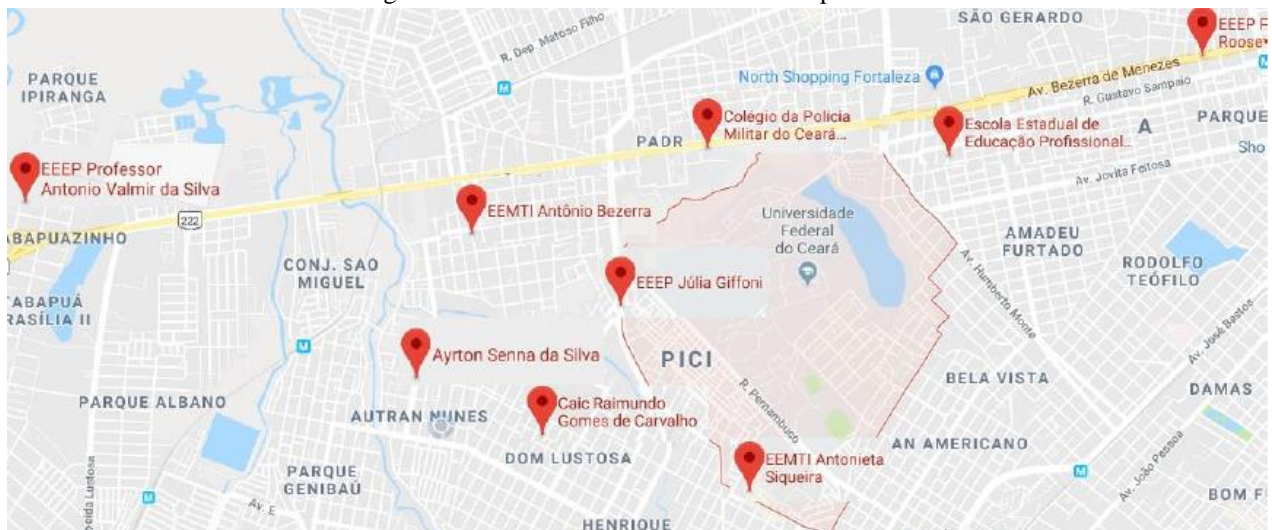 SÃO GERARDO
EEEP F
Roosev
R. Dep. Matoso Filho
PARQUE
IPIRANGA
North Shopping Fortaleza
Av. Bezerra de Menezes
R. Gustavo Sampaio
Colégio da Polícia
Militar do Ceará...
Escola Estadual de
Educação Profissional...
A
PARQUE
Sho
PADR
EEEP Professor
Antonio Valmir da Silva
Av. Jovita Feitosa
EEMTI Antônio Bezerra
222
Universidade
Federal
do Ceará
ABAPUAZINHO
AMADEU
FURTADO
CONJ. SAO
MIGUEL
RODOLFO
TEÓFILO
Av. Humberto Monte
EEEP Júlia Giffoni
TABAPUÁ
RASÍLIA II
Av. José Bastos
Ayrton Senna da Silva
PICI
BELA VISTA
DAMAS
R. Pernambuco
PARQUE ALBANO
AUTRAN NUNES
Caic Raimundo
Gomes de Carvalho
AN AMERICANO
Av. João Pessoa
DOM LUSTOSA
EEMTI Antonieta
Siqueira
PARQUE
GENIBAÚ
eida Lustosa
Av. E
BOM F
HENRIQUE